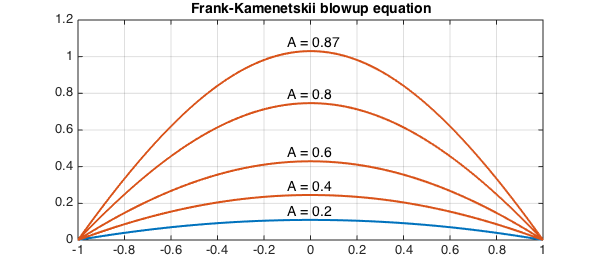 Frank-Kamenetskii blowup equation
1.2
1
0.8
0.6
0.4
0.2
0
A = 0.87
A = 0.8
A = 0.6
A = 0.4
A = 0.2
-1 -0.8 -0.6 -0.4 -0.2 0 0.2 0.4 0.6 0.8 1